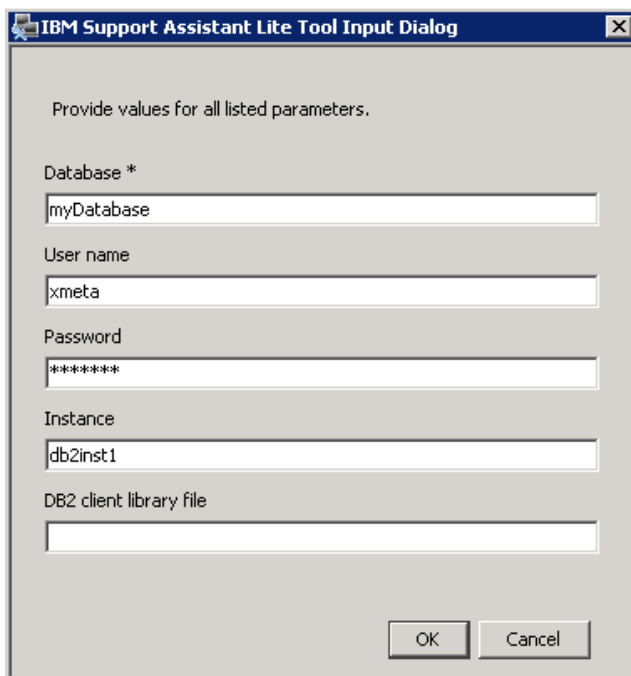 IBM Support Assistant Lite Tool Input Dialog
Provide values for all listed parameters.
Database *
myDatabase
User name
xmeta
Password
*******
Instance
db2inst1
DB2 client library file
OK Cancel